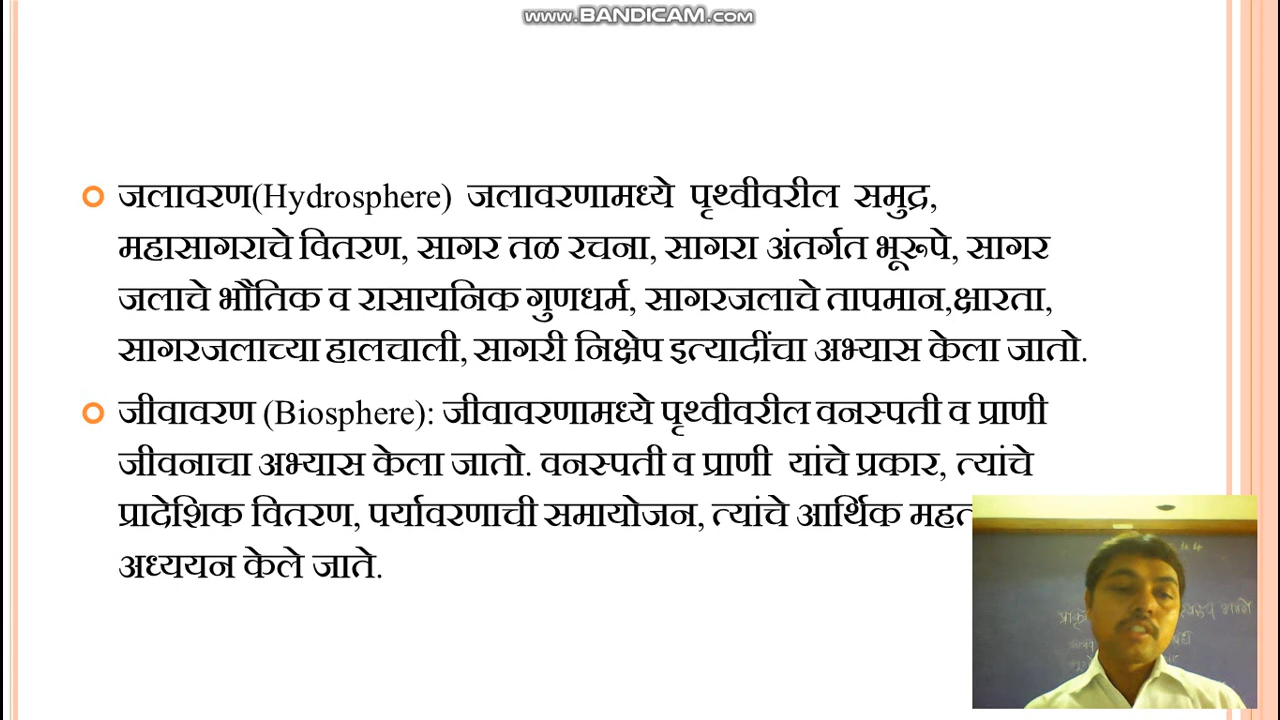 www.BANDICAM.com
जलावरण(Hydrosphere) जलावरणामध्ये पृथ्वीवरील समुद्र,
महासागराचे वितरण, सागर तळ रचना, सागरा अंतर्गत भूरूपे, सागर
जलाचे भौतिक व रासायनिक गुणधर्म, सागरजलाचे तापमान,क्षारता,
सागरजलाच्या हालचाली, सागरी निक्षेप इत्यादींचा अभ्यास केला जातो.
जीवावरण (Biosphere): जीवावरणामध्ये पृथ्वीवरील वनस्पती व प्राणी
जीवनाचा अभ्यास केला जातो. वनस्पती व प्राणी यांचे प्रकार, त्यांचे
प्रादेशिक वितरण, पर्यावरणाची समायोजन, त्यांचे आर्थिक
अध्ययन केले जाते.